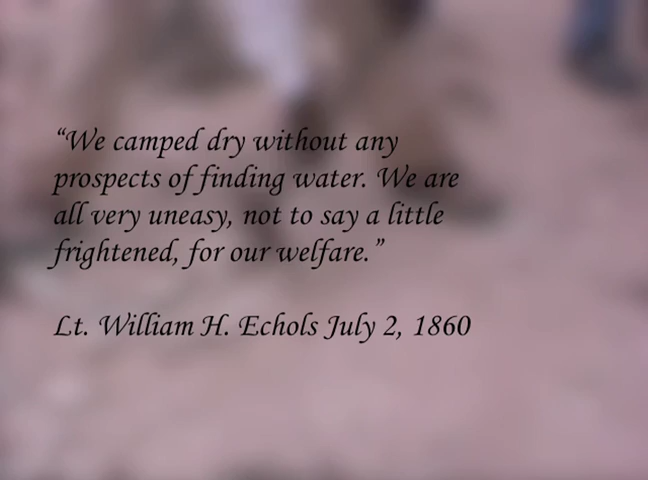 “We camped dry without any
prospects of finding water. We are
all very uneasy, not to say a little
frightened, for our welfare.”
Lt. William H. Echols July 2, 1860